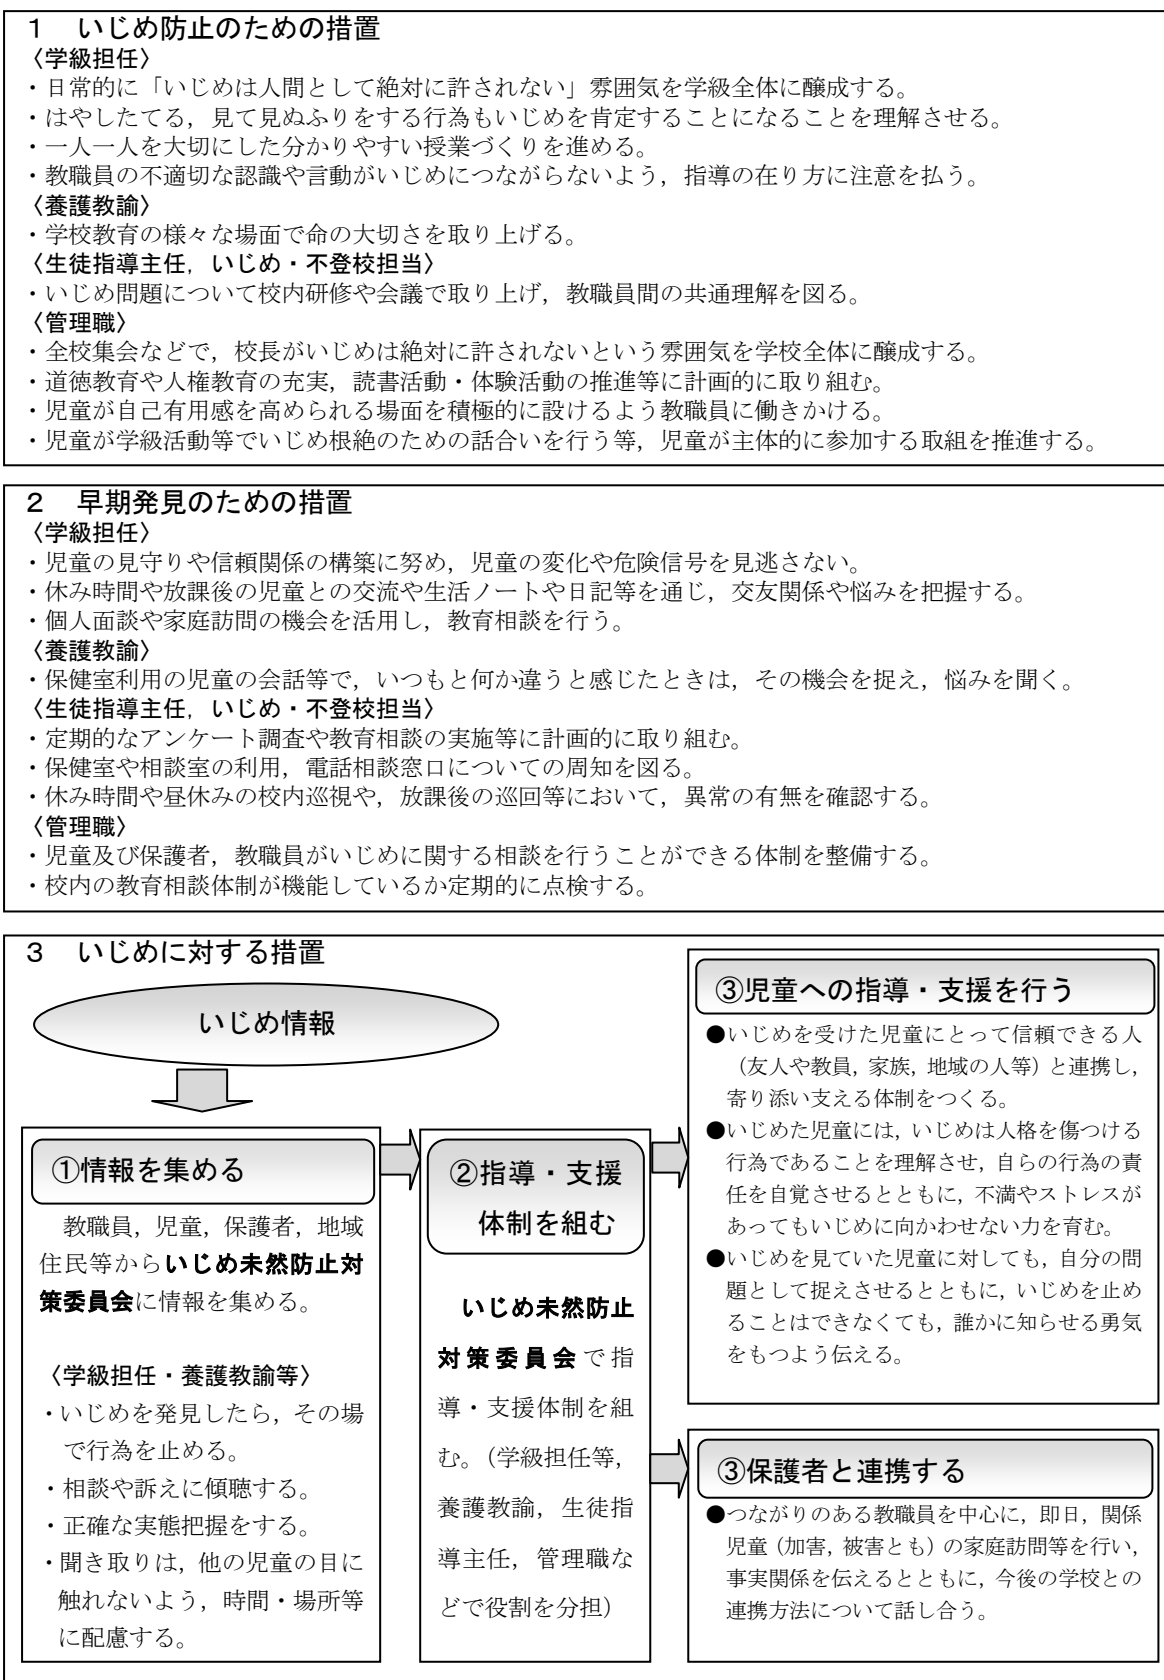 １　いじめ防止のための措置
〈学級担任〉
・日常的に「いじめは人間として絶対に許されない」雰囲気を学級全体に醸成する。
・はやしたてる，見て見ぬふりをする行為もいじめを肯定することになることを理解させる。
・一人一人を大切にした分かりやすい授業づくりを進める。
・教職員の不適切な認識や言動がいじめにつながらないよう，指導の在り方に注意を払う。
〈養護教諭〉
・学校教育の様々な場面で命の大切さを取り上げる。
〈生徒指導主任，いじめ・不登校担当〉
・いじめ問題について校内研修や会議で取り上げ，教職員間の共通理解を図る。
〈管理職〉
・全校集会などで，校長がいじめは絶対に許されないという雰囲気を学校全体に醸成する。
・道徳教育や人権教育の充実，読書活動・体験活動の推進等に計画的に取り組む。
・児童が自己有用感を高められる場面を積極的に設けるよう教職員に働きかける。
・児童が学級活動等でいじめ根絶のための話合いを行う等，児童が主体的に参加する取組を推進する。
２　早期発見のための措置
〈学級担任〉
・児童の見守りや信頼関係の構築に努め，児童の変化や危険信号を見逃さない。
・休み時間や放課後の児童との交流や生活ノートや日記等を通じ，交友関係や悩みを把握する。
・個人面談や家庭訪問の機会を活用し，教育相談を行う。
〈養護教諭〉
・保健室利用の児童の会話等で，いつもと何か違うと感じたときは，その機会を捉え，悩みを聞く。
〈生徒指導主任，いじめ・不登校担当〉
・定期的なアンケート調査や教育相談の実施等に計画的に取り組む。
・保健室や相談室の利用，電話相談窓口についての周知を図る。
・休み時間や昼休みの校内巡視や，放課後の巡回等において，異常の有無を確認する。
〈管理職〉
・児童及び保護者，教職員がいじめに関する相談を行うことができる体制を整備する。
・校内の教育相談体制が機能しているか定期的に点検する。
３　いじめに対する措置
いじめ情報
①情報を集める
教職員，児童，保護者，地域
住民等からいじめ未然防止対
策委員会に情報を集める。
〈学級担任・養護教諭等〉
・いじめを発見したら，その場
で行為を止める。
・相談や訴えに傾聴する。
・正確な実態把握をする。
・聞き取りは，他の児童の目に
触れないよう，時間・場所等
に配慮する。
②指導・支援
体制を組む
いじめ未然防止
対策委員会で指
導・支援体制を組
む。（学級担任等，
養護教諭，生徒指
導主任，管理職な
どで役割を分担）
③児童への指導・支援を行う
●いじめを受けた児童にとって信頼できる人
（友人や教員，家族，地域の人等）と連携し，
寄り添い支える体制をつくる。
●いじめた児童には，いじめは人格を傷つける
行為であることを理解させ，自らの行為の責
任を自覚させるとともに，不満やストレスが
あってもいじめに向かわせない力を育む。
●いじめを見ていた児童に対しても，自分の問
題として捉えさせるとともに，いじめを止め
ることはできなくても，誰かに知らせる勇気
をもつよう伝える。
③保護者と連携する
●つながりのある教職員を中心に，即日，関係
児童（加害，被害とも）の家庭訪問等を行い，
事実関係を伝えるとともに，今後の学校との
連携方法について話し合う。